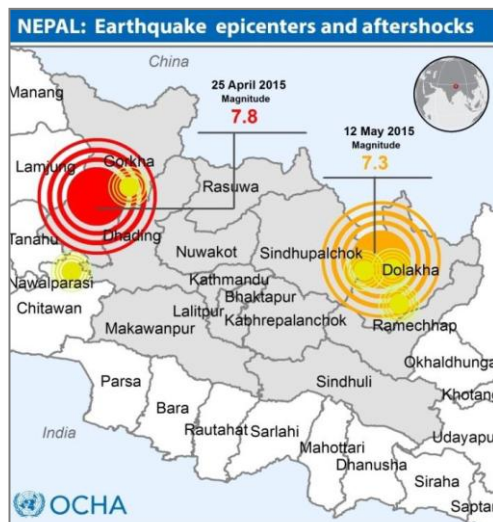 NEPAL: Earthquake epicenters and aftershocks
China
25 April 2015
Magnitude
7.8
12 May 2015
Magnitude
7.3
Manang
Lamjung
Gorkha
Rasuwa
Tanahu
Dhading
Nuwakot
Sindhupalchok
Dolakha
Nawalparasi
Kathmandu
Chitawan
Bhaktapur
Lalitpur
Makawanpur
Kabhrepalanchok
Ramechhap
Okhaldhunga
Parsa
Sindhuli
Khotang
Bara
India
Rautahat
Sarlahi
Mahottari
Udayapu
Dhanusha
Siraha
Saptar
OCHA